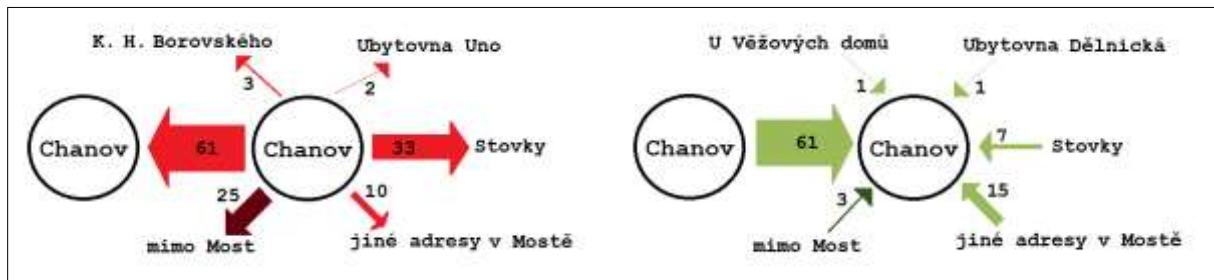 K. H. Borovského
Ubytovna Uno
3
2
Chanov
61
Chanov
33
Stovky
25
10
mimo Most
jiné adresy v Mostě
U Věžových domů
Ubytovna Dělnická
1
1
Chanov
61
Chanov
7
Stovky
3
15
mimo Most
jiné adresy v Mostě